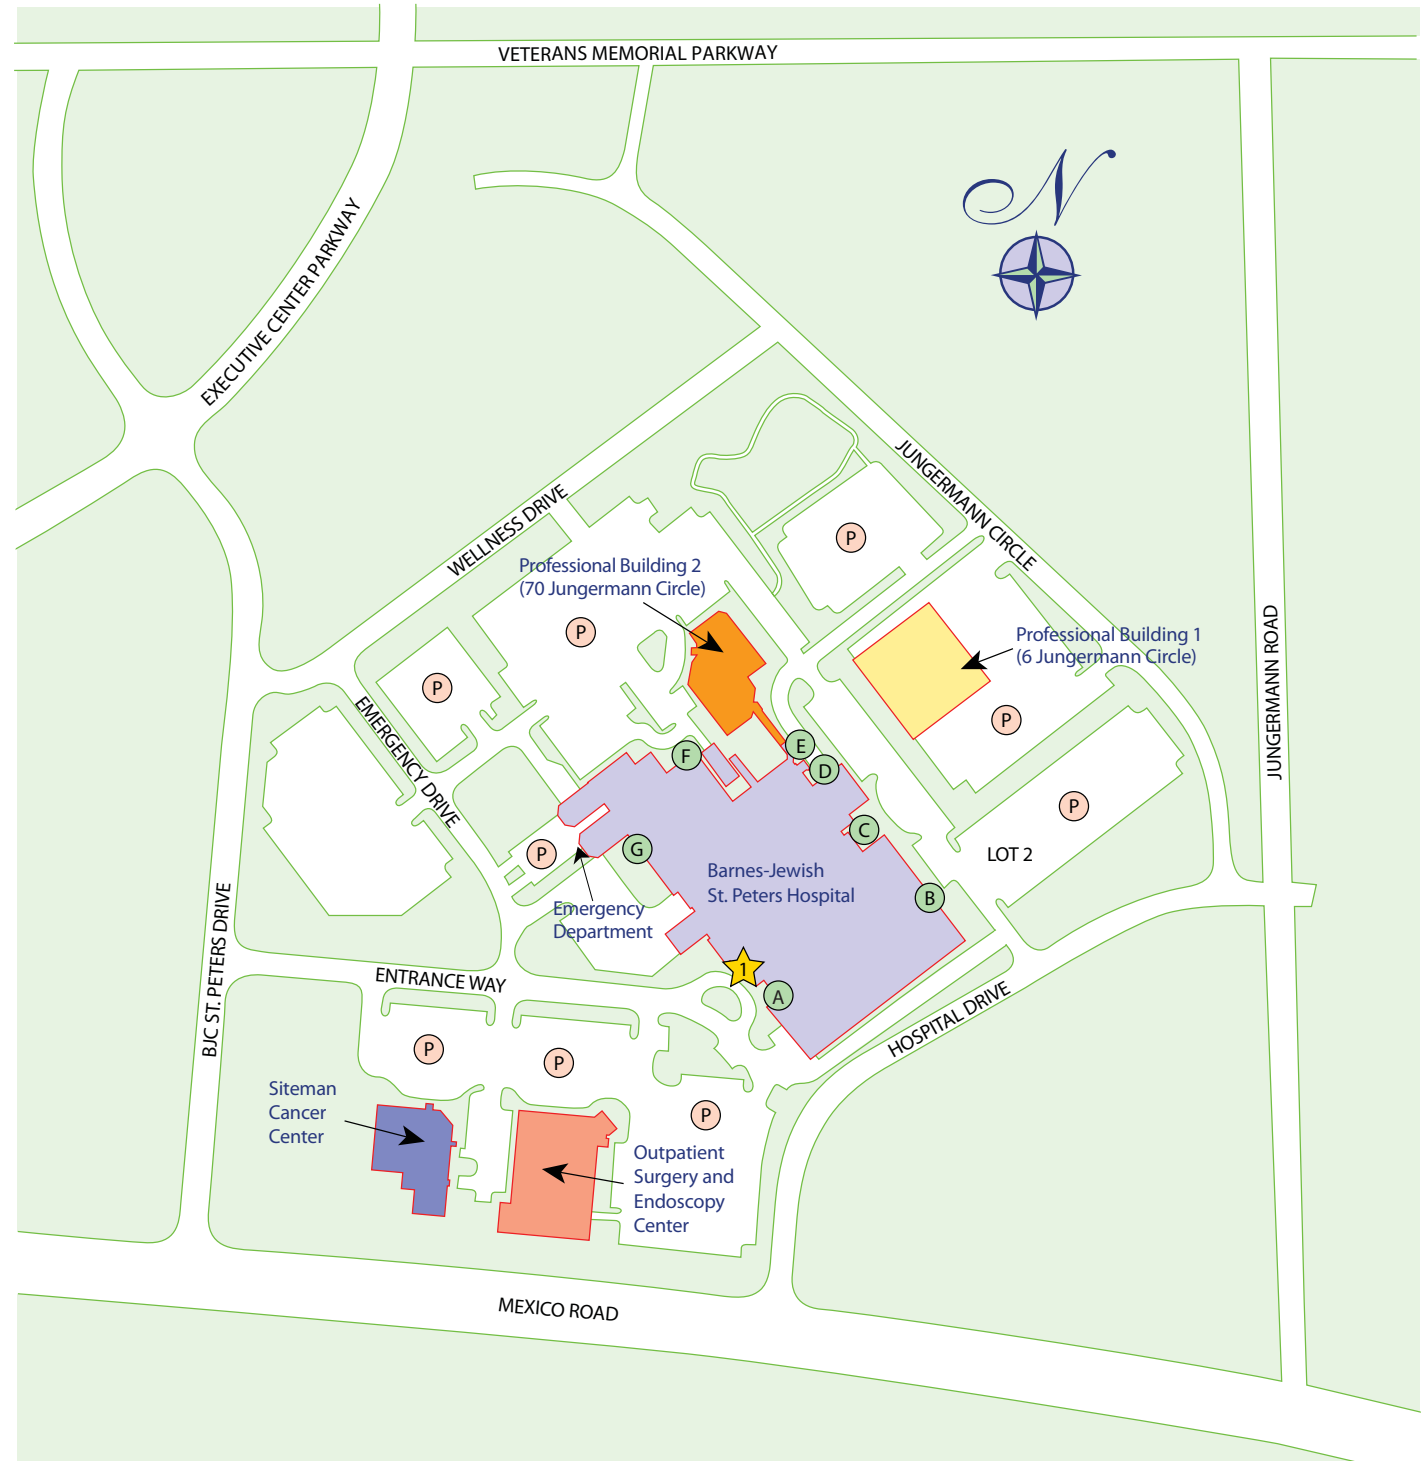 VETERANS MEMORIAL PARKWAY
N
EXECUTIVE CENTER PARKWAY
JUNGERMANN CIRCLE
WELLNESS DRIVE
P
Professional Building 2
(70 Jungermann Circle)
P
Professional Building 1
(6 Jungermann Circle)
P
P
JUNGERMANN ROAD
EMERGENCY DRIVE
E
F
D
P
C
G
P
LOT 2
Barnes-Jewish
St. Peters Hospital
B
Emergency
Department
BJC ST. PETERS DRIVE
ENTRANCE WAY
1
A
HOSPITAL DRIVE
P
P
P
Siteman
Cancer
Center
Outpatient
Surgery and
Endoscopy
Center
MEXICO ROAD